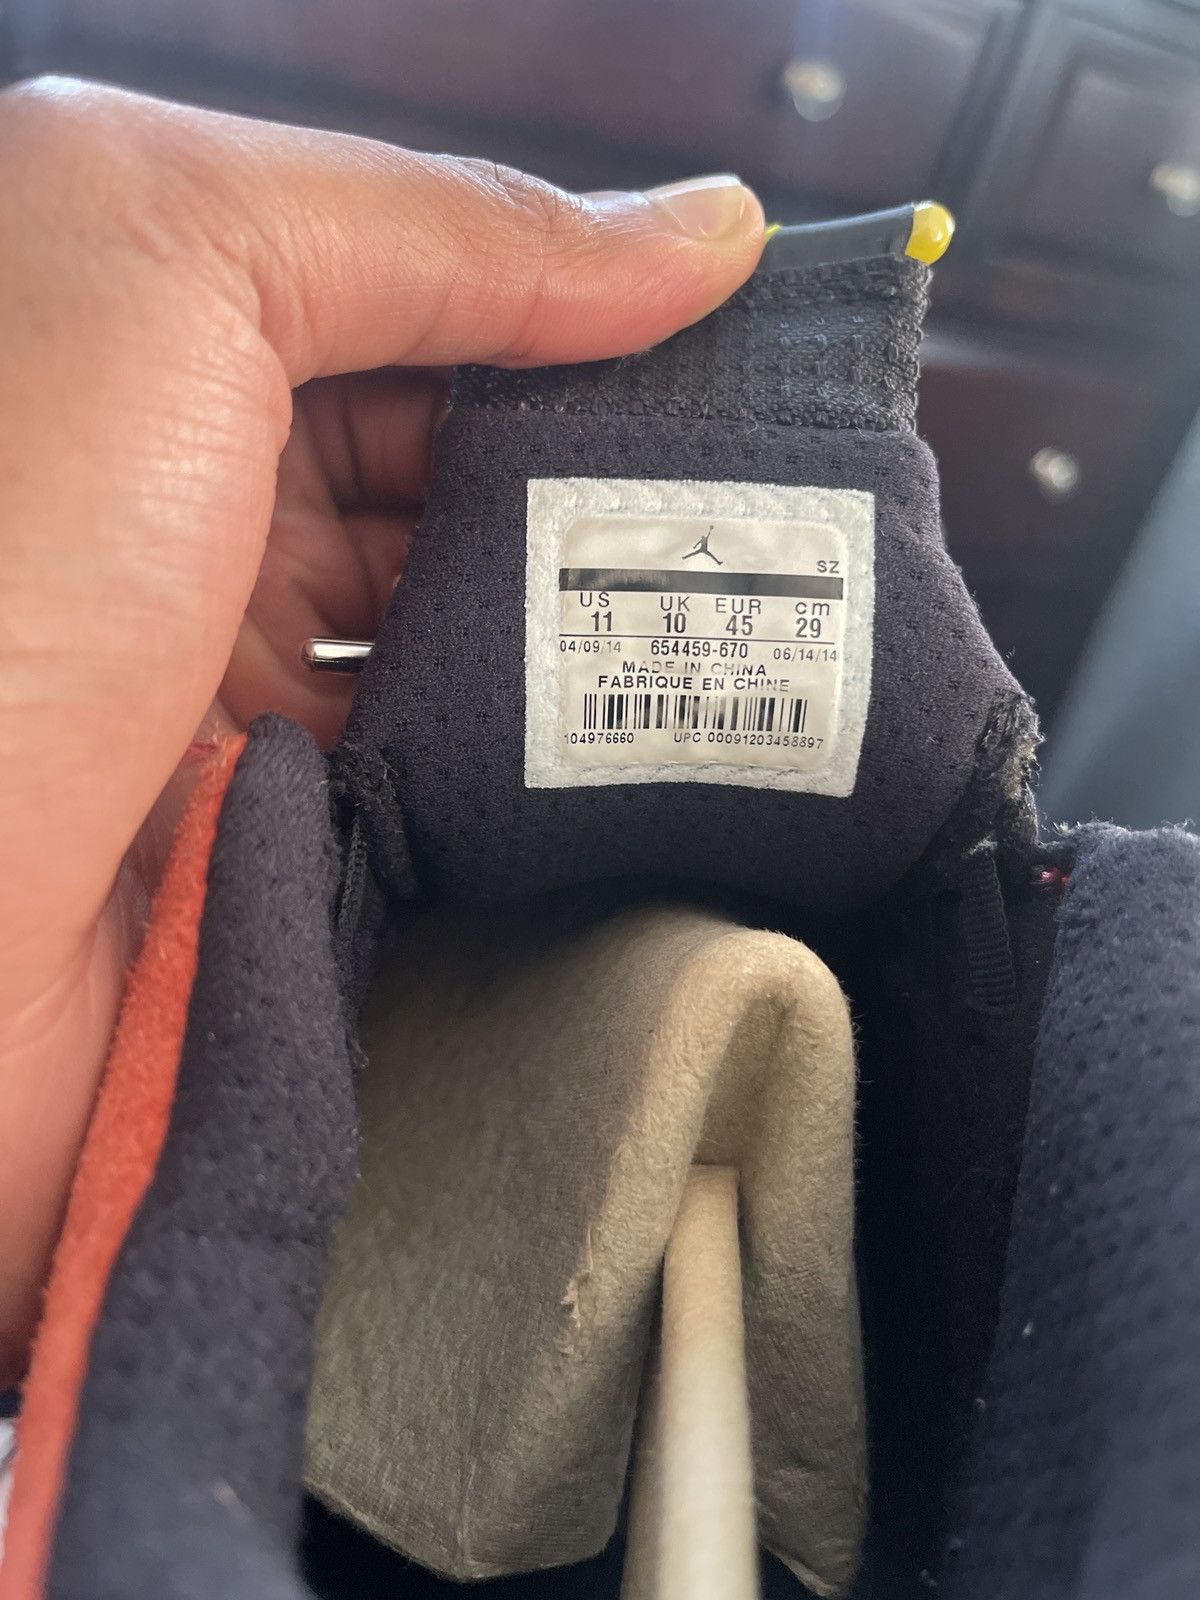 SZ
US UK EUR cm
11 10 45 29
04/09/14 654459-670 06/14/14
MADE IN CHINA
FABRIQUE EN CHINE
104976660 UPC 00091203458897